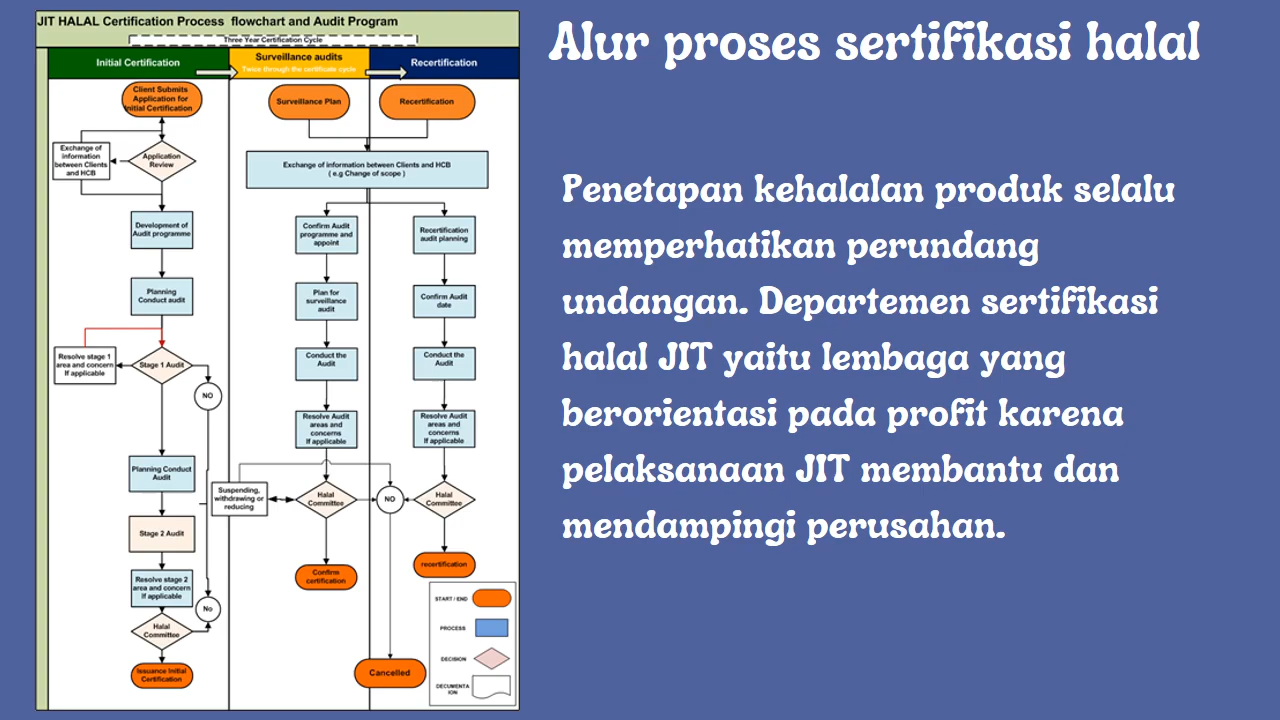 JIT HALAL Certification Process flowchart and Audit Program
Three Year Certification Cycle
Initial Certification
Surveillance audits
Twice through the certificate cycle
Recertification
Client Submits
Application for
Initial Certification
Exchange of
information
between Clients
and HCB
Application
Review
Development of
Audit programme
Planning
Conduct audit
Resolve stage 1
area and concern
If applicable
Stage 1 Audit
NO
Planning Conduct
Audit
Stage 2 Audit
Resolve stage 2
area and concern
If applicable
No
Halal
Committee
Issuance Initial
Certification
Surveillance Plan
Recertification
Exchange of information between Clients and HCB
( e.g Change of scope )
Confirm Audit
programme and
appoint
Plan for
surveillance
audit
Conduct the
Audit
Resolve Audit
areas and
concerns
If applicable
Suspending,
withdrawing or
reducing
Halal
Committee
NO
Confirm
certification
Recertification
audit planning
Confirm Audit
date
Conduct the
Audit
Resolve Audit
areas and
concerns
If applicable
Halal
Committee
recertification
Cancelled
START / END
PROCESS
DECISION
DECUMENTA
ION
Alur proses sertifikasi halal
Penetapan kehalalan produk selalu
memperhatikan perundang
undangan. Departemen sertifikasi
halal JIT yaitu lembaga yang
berorientasi pada profit karena
pelaksanaan JIT membantu dan
mendampingi perusahan.